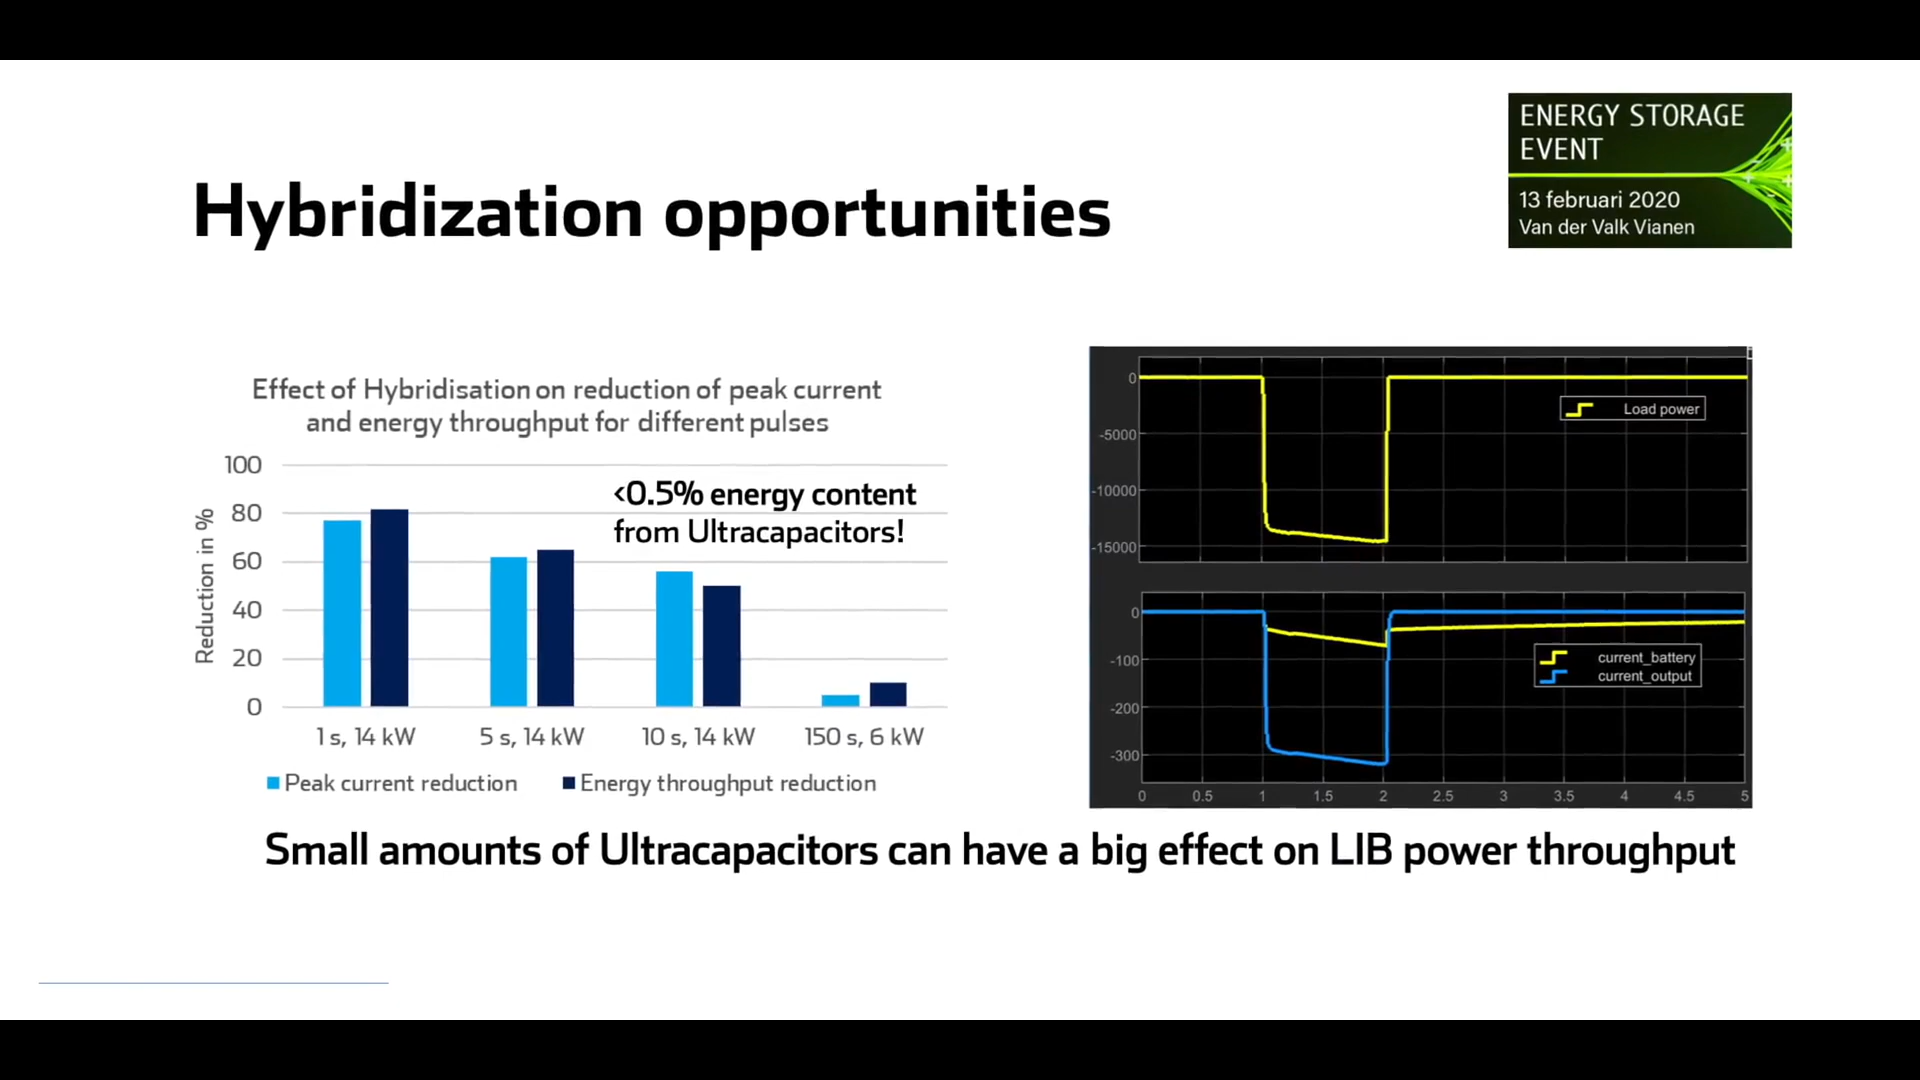 ENERGY STORAGE
EVENT
13 februari 2020
Van der Valk Vianen
Hybridization opportunities
Effect of Hybridisation on reduction of peak current
and energy throughput for different pulses
<0.5% energy content
from Ultracapacitors!
Reduction in %
100
80
60
40
20
0
1 s, 14 kW
5 s, 14 kW
10 s, 14 kW
150 s, 6 kW
Peak current reduction
Energy throughput reduction
0
-5000
-10000
-15000
Load power
0
-100
-200
-300
current_battery
current_output
0
0.5
1
1.5
2
2.5
3
3.5
4
4.5
5
Small amounts of Ultracapacitors can have a big effect on LIB power throughput